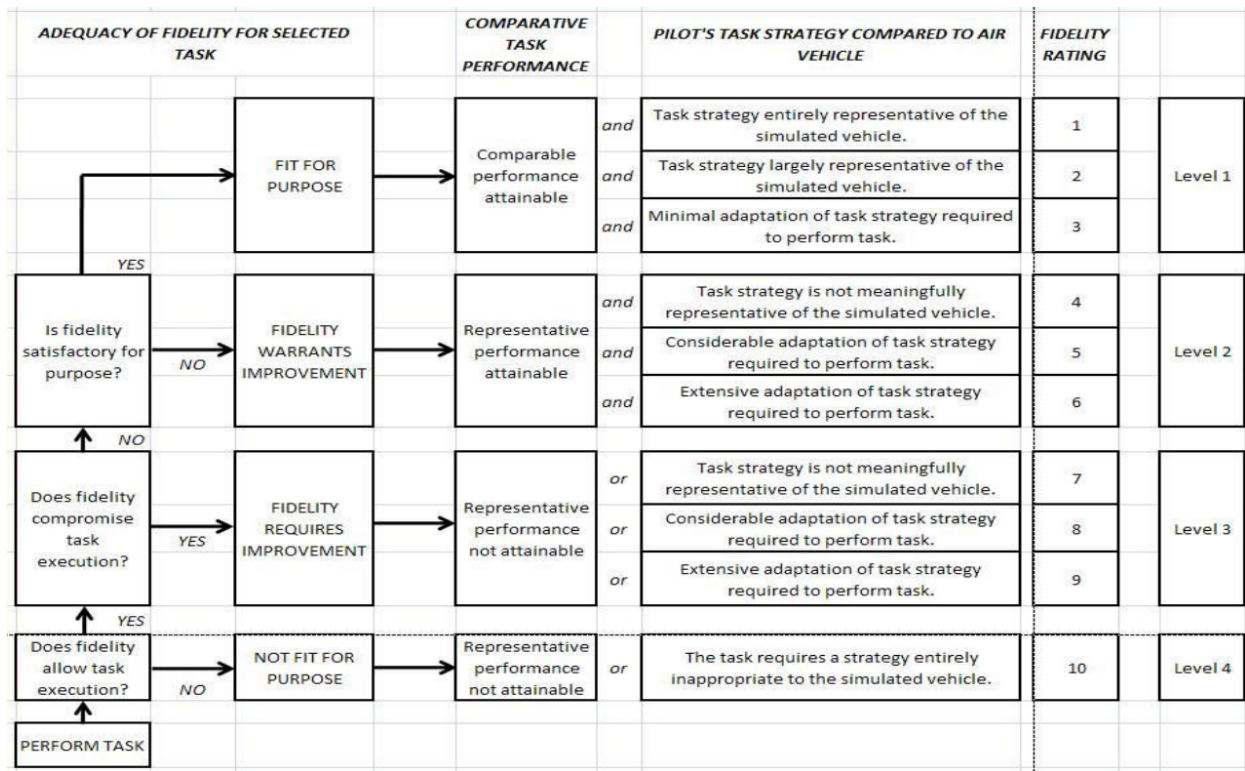 ADEQUACY OF FIDELITY FOR SELECTED
TASK
COMPARATIVE
TASK
PERFORMANCE
PILOT'S TASK STRATEGY COMPARED TO AIR
VEHICLE
FIDELITY
RATING
FIT FOR
PURPOSE
Comparable
performance
attainable
and
Task strategy entirely representative of the
simulated vehicle.
1
and
Task strategy largely representative of the
simulated vehicle.
2
and
Minimal adaptation of task strategy required
to perform task.
3
Level 1
YES
Is fidelity
satisfactory for
purpose?
NO
FIDELITY
WARRANTS
IMPROVEMENT
Representative
performance
attainable
and
Task strategy is not meaningfully
representative of the simulated vehicle.
4
and
Considerable adaptation of task strategy
required to perform task.
5
and
Extensive adaptation of task strategy
required to perform task.
6
Level 2
NO
Does fidelity
compromise
task
execution?
YES
FIDELITY
REQUIRES
IMPROVEMENT
Representative
performance
not attainable
or
Task strategy is not meaningfully
representative of the simulated vehicle.
7
or
Considerable adaptation of task strategy
required to perform task.
8
or
Extensive adaptation of task strategy
required to perform task.
9
Level 3
YES
Does fidelity
allow task
execution?
NO
NOT FIT FOR
PURPOSE
Representative
performance
not attainable
or
The task requires a strategy entirely
inappropriate to the simulated vehicle.
10
Level 4
PERFORM TASK